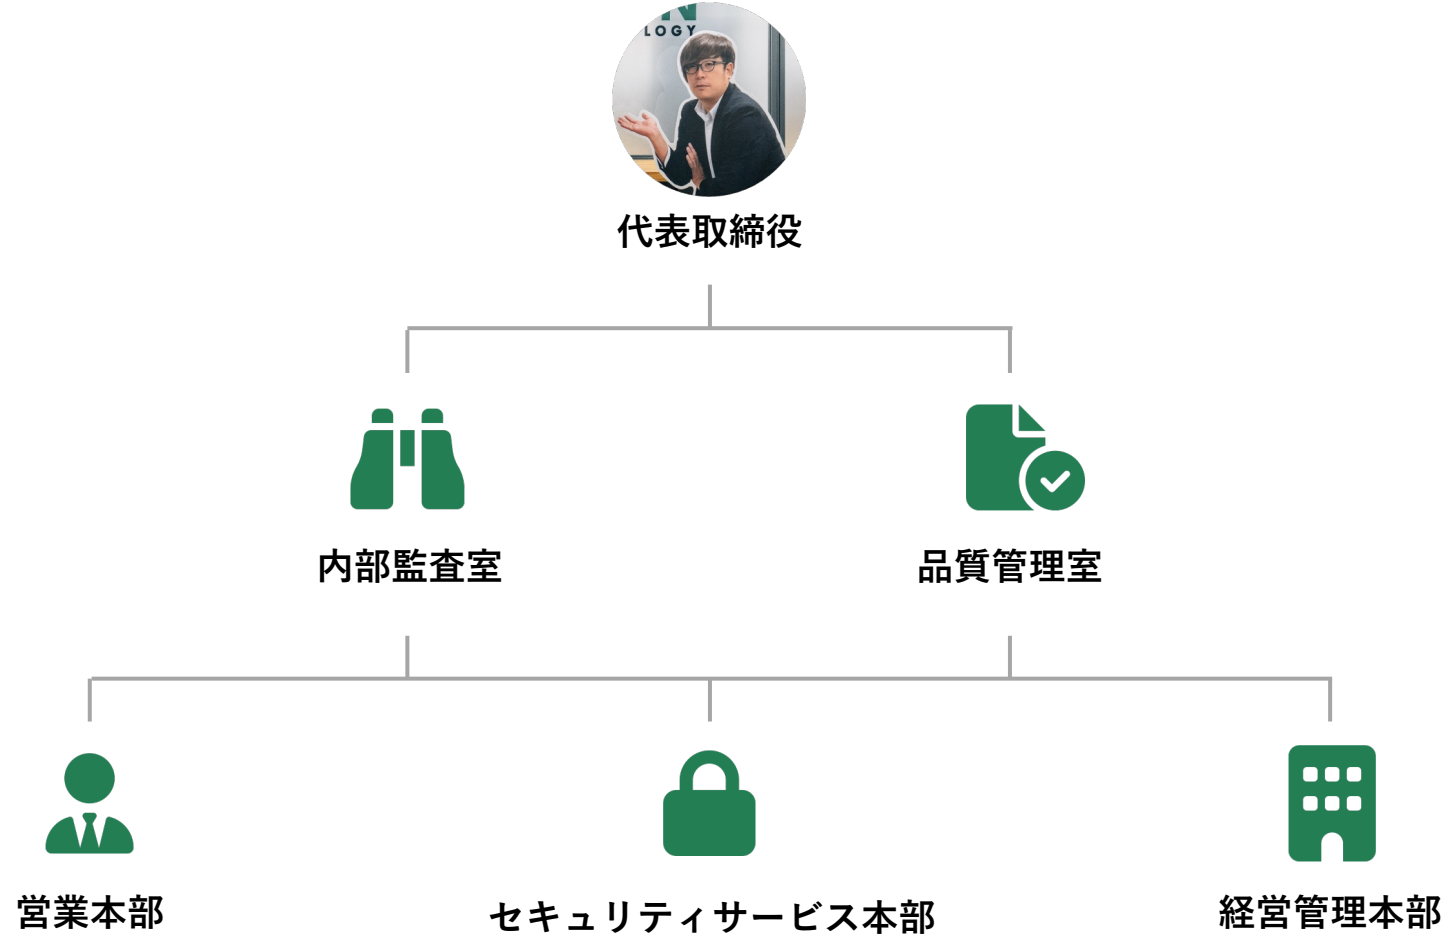 LOGY
代表取締役
内部監査室
品質管理室
営業本部
セキュリティサービス本部
経営管理本部